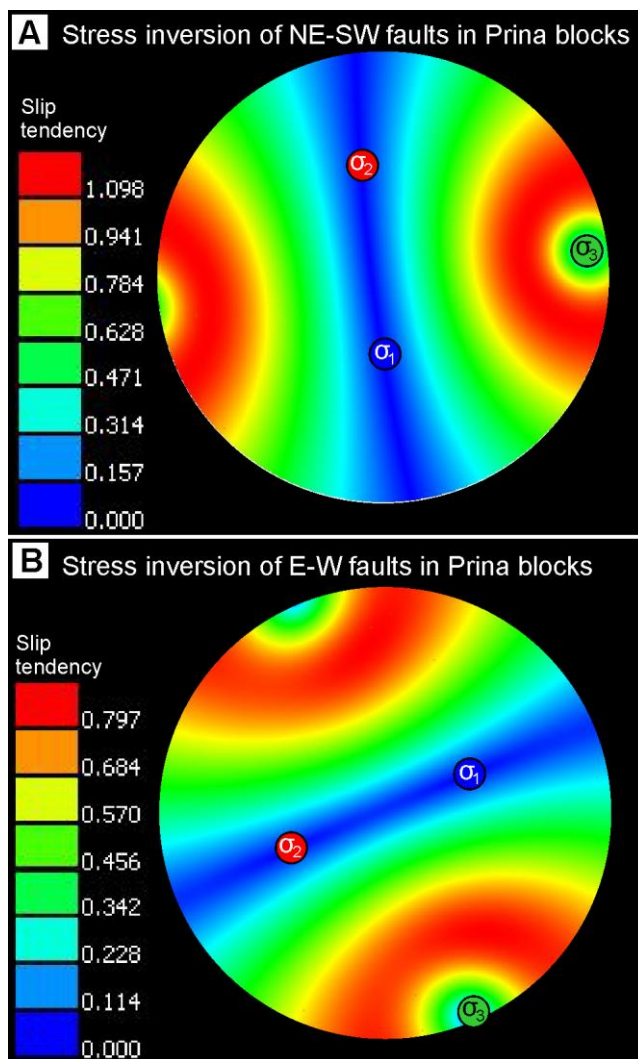 A Stress inversion of NE-SW faults in Prina blocks
Slip
tendency
1.098
0.941
0.784
0.628
0.471
0.314
0.157
0.000
σ2
σ3
σ1
B Stress inversion of E-W faults in Prina blocks
Slip
tendency
0.797
0.684
0.570
0.456
0.342
0.228
0.114
0.000
σ1
σ2
σ3